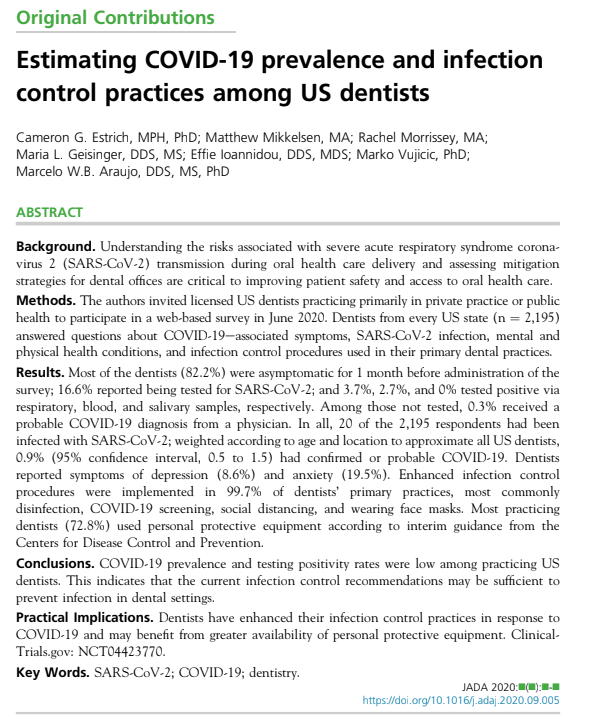 Original Contributions
Estimating COVID-19 prevalence and infection
control practices among US dentists
Cameron G. Estrich, MPH, PhD; Matthew Mikkelsen, MA; Rachel Morrissey, MA;
Maria L. Geisinger, DDS, MS; Effie Ioannidou, DDS, MDS; Marko Vujicic, PhD;
Marcelo W.B. Araujo, DDS, MS, PhD
ABSTRACT
Background. Understanding the risks associated with severe acute respiratory syndrome corona-
virus 2 (SARS-CoV-2) transmission during oral health care delivery and assessing mitigation
strategies for dental offices are critical to improving patient safety and access to oral health care.
Methods. The authors invited licensed US dentists practicing primarily in private practice or public
health to participate in a web-based survey in June 2020. Dentists from every US state (n = 2,195)
answered questions about COVID-19–associated symptoms, SARS-CoV-2 infection, mental and
physical health conditions, and infection control procedures used in their primary dental practices.
Results. Most of the dentists (82.2%) were asymptomatic for 1 month before administration of the
survey; 16.6% reported being tested for SARS-CoV-2; and 3.7%, 2.7%, and 0% tested positive via
respiratory, blood, and salivary samples, respectively. Among those not tested, 0.3% received a
probable COVID-19 diagnosis from a physician. In all, 20 of the 2,195 respondents had been
infected with SARS-CoV-2; weighted according to age and location to approximate all US dentists,
0.9% (95% confidence interval, 0.5 to 1.5) had confirmed or probable COVID-19. Dentists
reported symptoms of depression (8.6%) and anxiety (19.5%). Enhanced infection control
procedures were implemented in 99.7% of dentists' primary practices, most commonly
disinfection, COVID-19 screening, social distancing, and wearing face masks. Most practicing
dentists (72.8%) used personal protective equipment according to interim guidance from the
Centers for Disease Control and Prevention.
Conclusions. COVID-19 prevalence and testing positivity rates were low among practicing US
dentists. This indicates that the current infection control recommendations may be sufficient to
prevent infection in dental settings.
Practical Implications. Dentists have enhanced their infection control practices in response to
COVID-19 and may benefit from greater availability of personal protective equipment. Clinical-
Trials.gov: NCT04423770.
Key Words. SARS-CoV-2; COVID-19; dentistry.
JADA 2020:■(■):■-■
https://doi.org/10.1016/j.adaj.2020.09.005